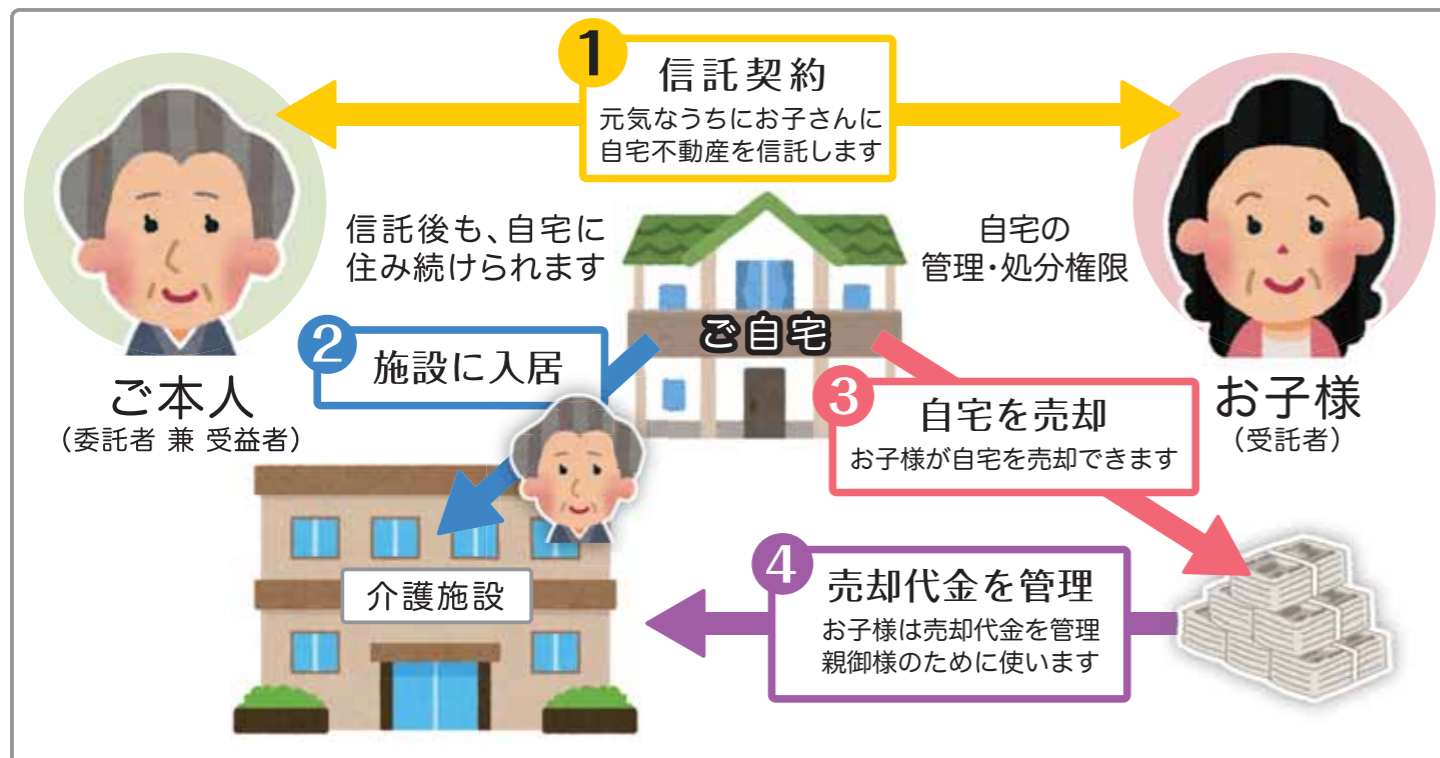 1
信託契約
元気なうちにお子さんに
自宅不動産を信託します
信託後も、自宅に
住み続けられます
自宅の
管理・処分権限
ご自宅
ご本人
（委託者 兼 受益者）
お子様
（受託者）
2
施設に入居
3
自宅を売却
お子様が自宅を売却できます
介護施設
4
売却代金を管理
お子様は売却代金を管理
親御様のために使います